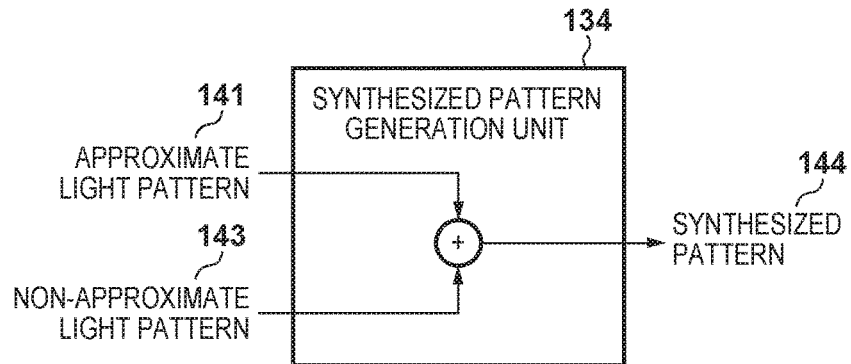 134
SYNTHESIZED PATTERN
GENERATION UNIT
141
APPROXIMATE
LIGHT PATTERN
143
NON-APPROXIMATE
LIGHT PATTERN
+
144
SYNTHESIZED
PATTERN